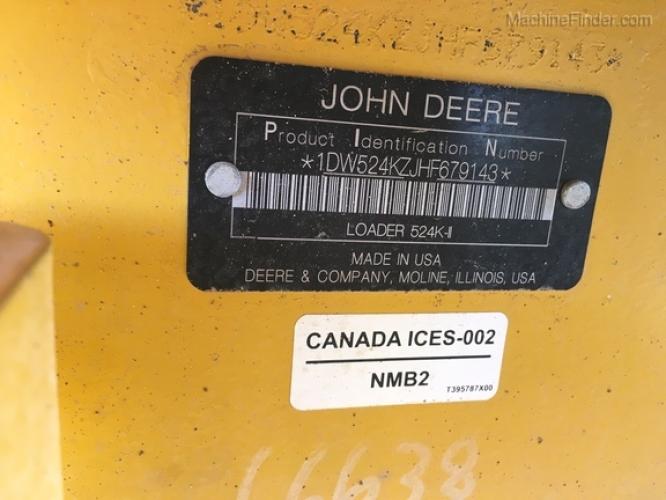 MachineFinder.com
JOHN DEERE
Product Identification Number
*1DW524KZJHF679143*
LOADER 524K-II
MADE IN USA
DEERE & COMPANY, MOLINE, ILLINOIS, USA
CANADA ICES-002
NMB2
T395787X00
16638